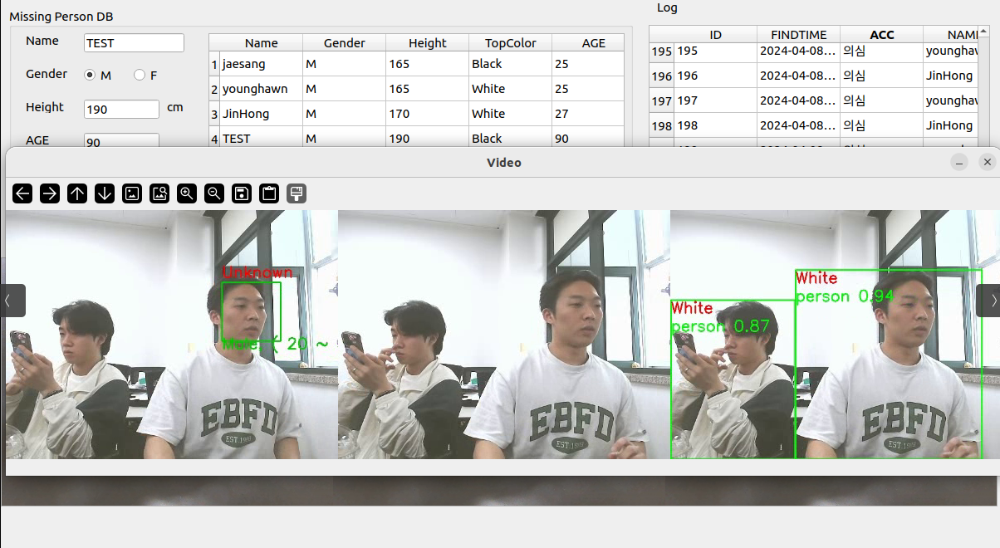 Missing Person DB
Log
Name TEST
Gender M F
Height 190 cm
AGE 90
Name Gender Height TopColor AGE
1 jaesang M 165 Black 25
2 younghawn M 165 White 25
3 JinHong M 170 White 27
4 TEST M 190 Black 90
ID FINDTIME ACC
195 195 2024-04-08... 의심
196 196 2024-04-08... 의심 JinHong
197 197 2024-04-08... 의심
198 198 2024-04-08... 의심 JinHong
Video
Unknown
Male, ( 20 ~
EBFD
EST.1989
EBFD
White
person 0.87
White
person 0.94
EBFD